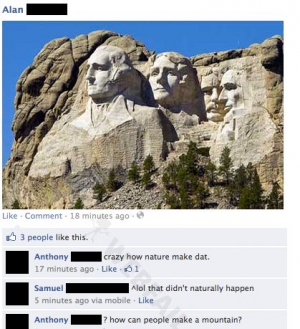 Alan
Like · Comment · 18 minutes ago ·
3 people like this.
Anthony crazy how nature make dat.
17 minutes ago · Like · 1
Samuel ^lol that didn't naturally happen
5 minutes ago via mobile · Like
Anthony ? how can people make a mountain?